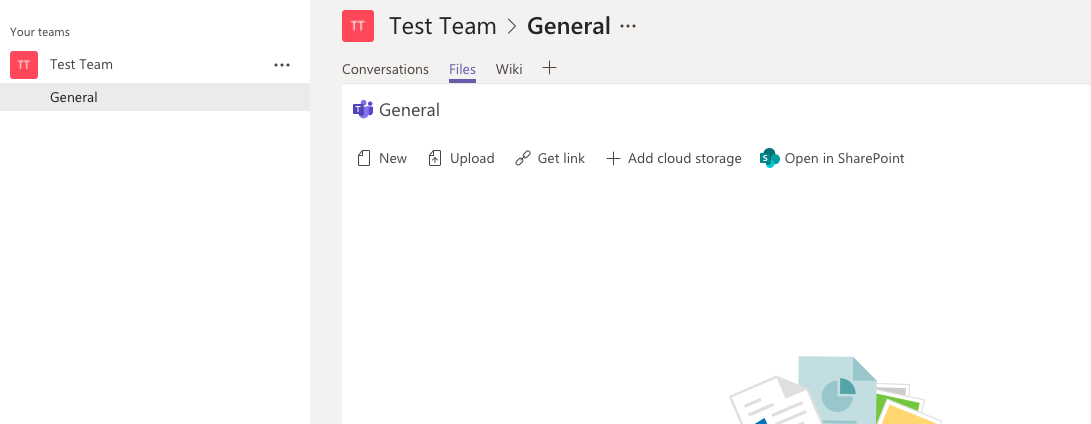 Your teams
TT Test Team ...
General
TT Test Team > General ...
Conversations Files Wiki +
General
New Upload Get link + Add cloud storage Open in SharePoint